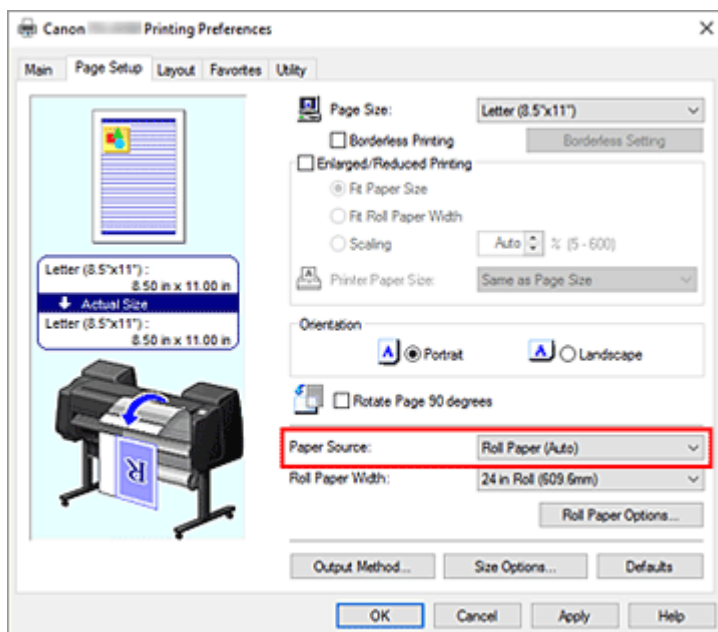 Canon Printing Preferences
Main Page Setup Layout Favorites Utility
Page Size: Letter (8.5"x11")
Borderless Printing Borderless Setting
Enlarged/Reduced Printing
Fit Paper Size
Fit Roll Paper Width
Scaling Auto % (5 - 600)
Printer Paper Size: Same as Page Size
Letter (8.5"x11") :
8.50 in x 11.00 in
Actual Size
Letter (8.5"x11") :
8.50 in x 11.00 in
Orientation
A Portrait A Landscape
Rotate Page 90 degrees
R
Paper Source: Roll Paper (Auto)
Roll Paper Width: 24 in Roll (609.6mm)
Roll Paper Options...
Output Method... Size Options... Defaults
OK Cancel Apply Help